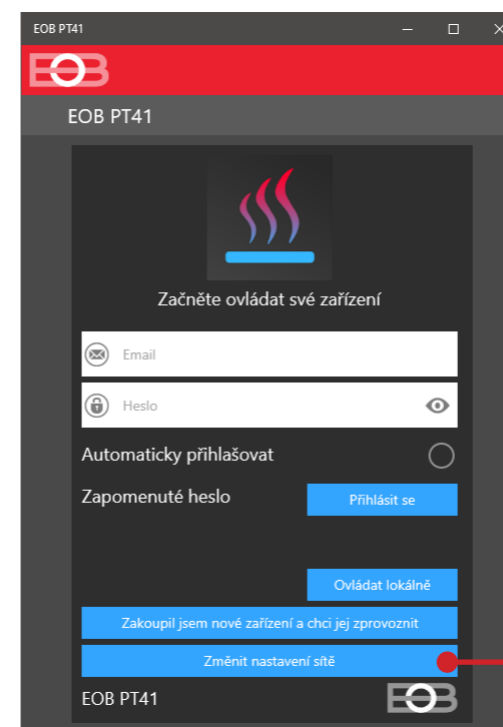 EOB PT41
EOB
EOB PT41
Začněte ovládat své zařízení
Email
Heslo
Automaticky přihlašovat
Zapomenuté heslo
Přihlásit se
Ovládat lokálně
Zakoupil jsem nové zařízení a chci jej zprovoznit
Změnit nastavení sítě
EOB PT41
EOB